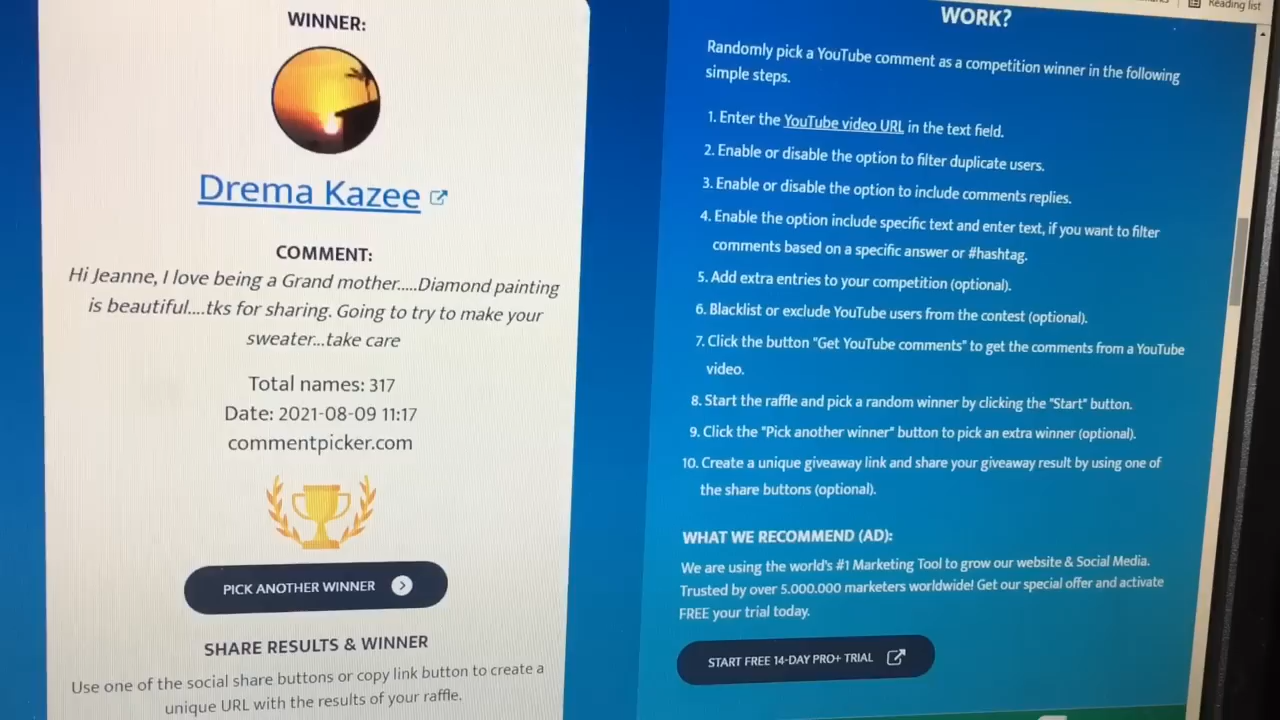 WINNER:
Drema Kazee
COMMENT:
Hi Jeanne, I love being a Grand mother.....Diamond painting
is beautiful....tks for sharing. Going to try to make your
sweater...take care
Total names: 317
Date: 2021-08-09 11:17
commentpicker.com
PICK ANOTHER WINNER
SHARE RESULTS & WINNER
Use one of the social share buttons or copy link button to create a
unique URL with the results of your raffle.
Reading list
WORK?
Randomly pick a YouTube comment as a competition winner in the following
simple steps.
1. Enter the YouTube video URL in the text field.
2. Enable or disable the option to filter duplicate users.
3. Enable or disable the option to include comments replies.
4. Enable the option include specific text and enter text, if you want to filter
comments based on a specific answer or #hashtag.
5. Add extra entries to your competition (optional).
6. Blacklist or exclude YouTube users from the contest (optional).
7. Click the button "Get YouTube comments" to get the comments from a YouTube
video.
8. Start the raffle and pick a random winner by clicking the "Start" button.
9. Click the "Pick another winner" button to pick an extra winner (optional).
10. Create a unique giveaway link and share your giveaway result by using one of
the share buttons (optional).
WHAT WE RECOMMEND (AD):
We are using the world's #1 Marketing Tool to grow our website & Social Media.
Trusted by over 5.000.000 marketers worldwide! Get our special offer and activate
FREE your trial today.
START FREE 14-DAY PRO+ TRIAL